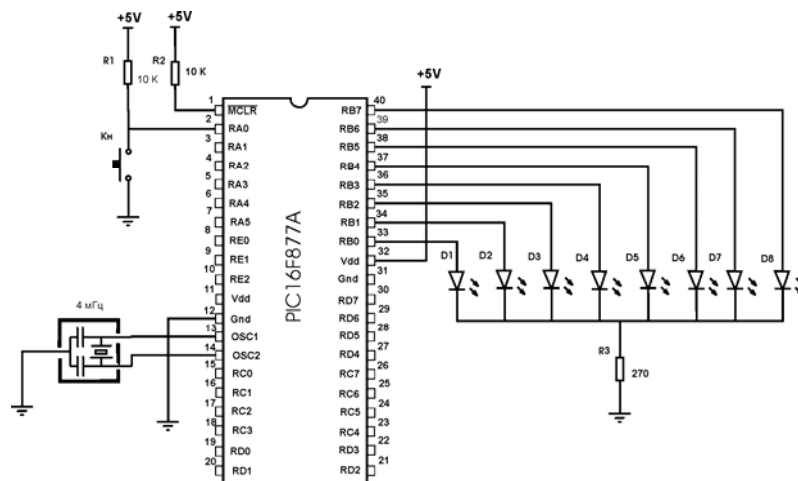 +5V
+5V
R1
10 K
R2
10 K
Кн
4 мГц
PIC16F877A
1
MCLR
2
RA0
3
RA1
4
RA2
5
RA3
6
RA4
7
RA5
8
RE0
9
RE1
10
RE2
11
Vdd
12
Gnd
13
OSC1
14
OSC2
15
RC0
16
RC1
17
RC2
18
RC3
19
RD0
20
RD1
40
RB7
39
RB6
38
RB5
37
RB4
36
RB3
35
RB2
34
RB1
33
RB0
32
Vdd
31
Gnd
30
RD7
29
RD6
28
RD5
27
RD4
26
RC7
25
RC6
24
RC5
23
RC4
22
RD3
21
RD2
+5V
D1
D2
D3
D4
D5
D6
D7
D8
R3
270